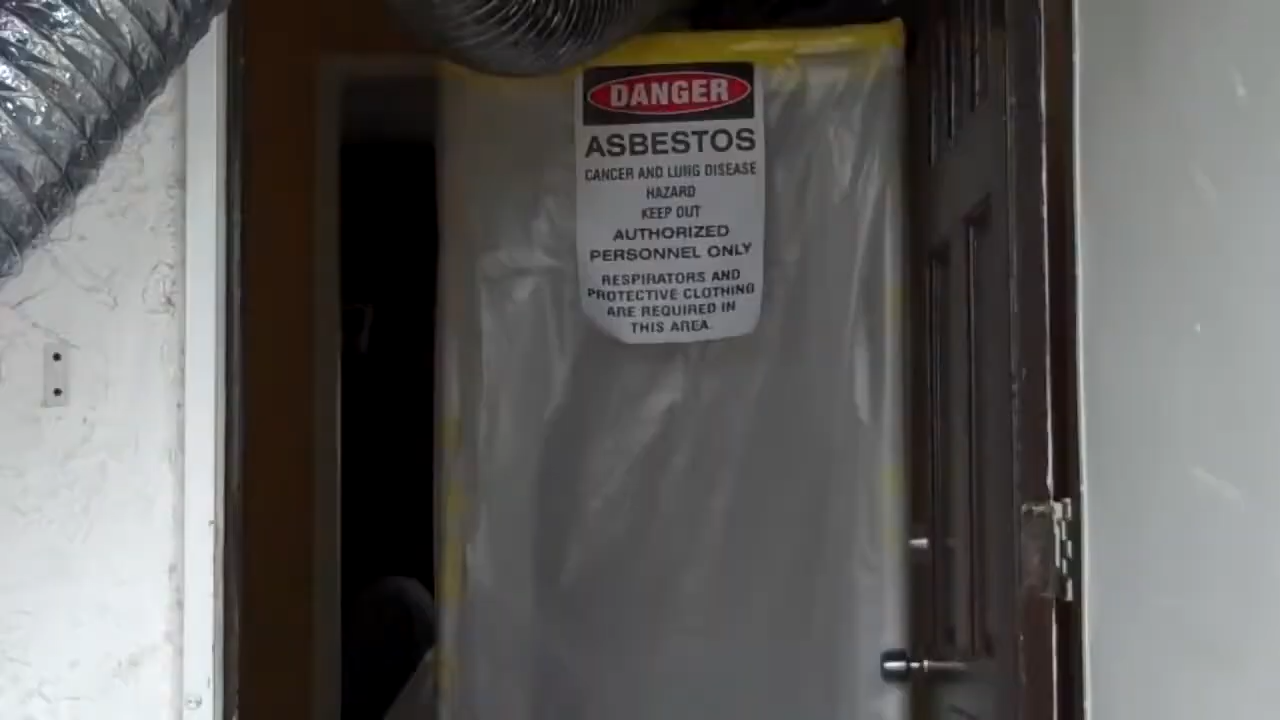 DANGER
ASBESTOS
CANCER AND LUNG DISEASE
HAZARD
KEEP OUT
AUTHORIZED
PERSONNEL ONLY
RESPIRATORS AND
PROTECTIVE CLOTHING
ARE REQUIRED IN
THIS AREA.